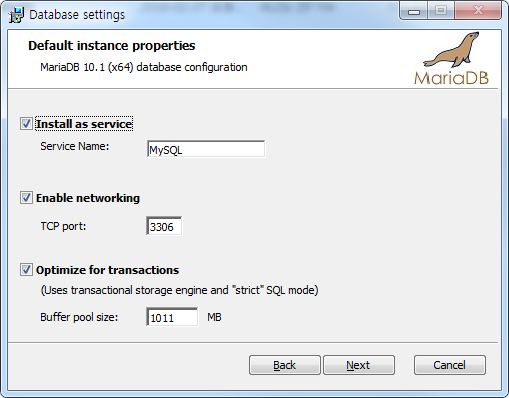 Database settings
Default instance properties
MariaDB 10.1 (x64) database configuration
MariaDB
Install as service
Service Name:
MySQL
Enable networking
TCP port:
3306
Optimize for transactions
(Uses transactional storage engine and "strict" SQL mode)
Buffer pool size:
1011
MB
Back
Next
Cancel